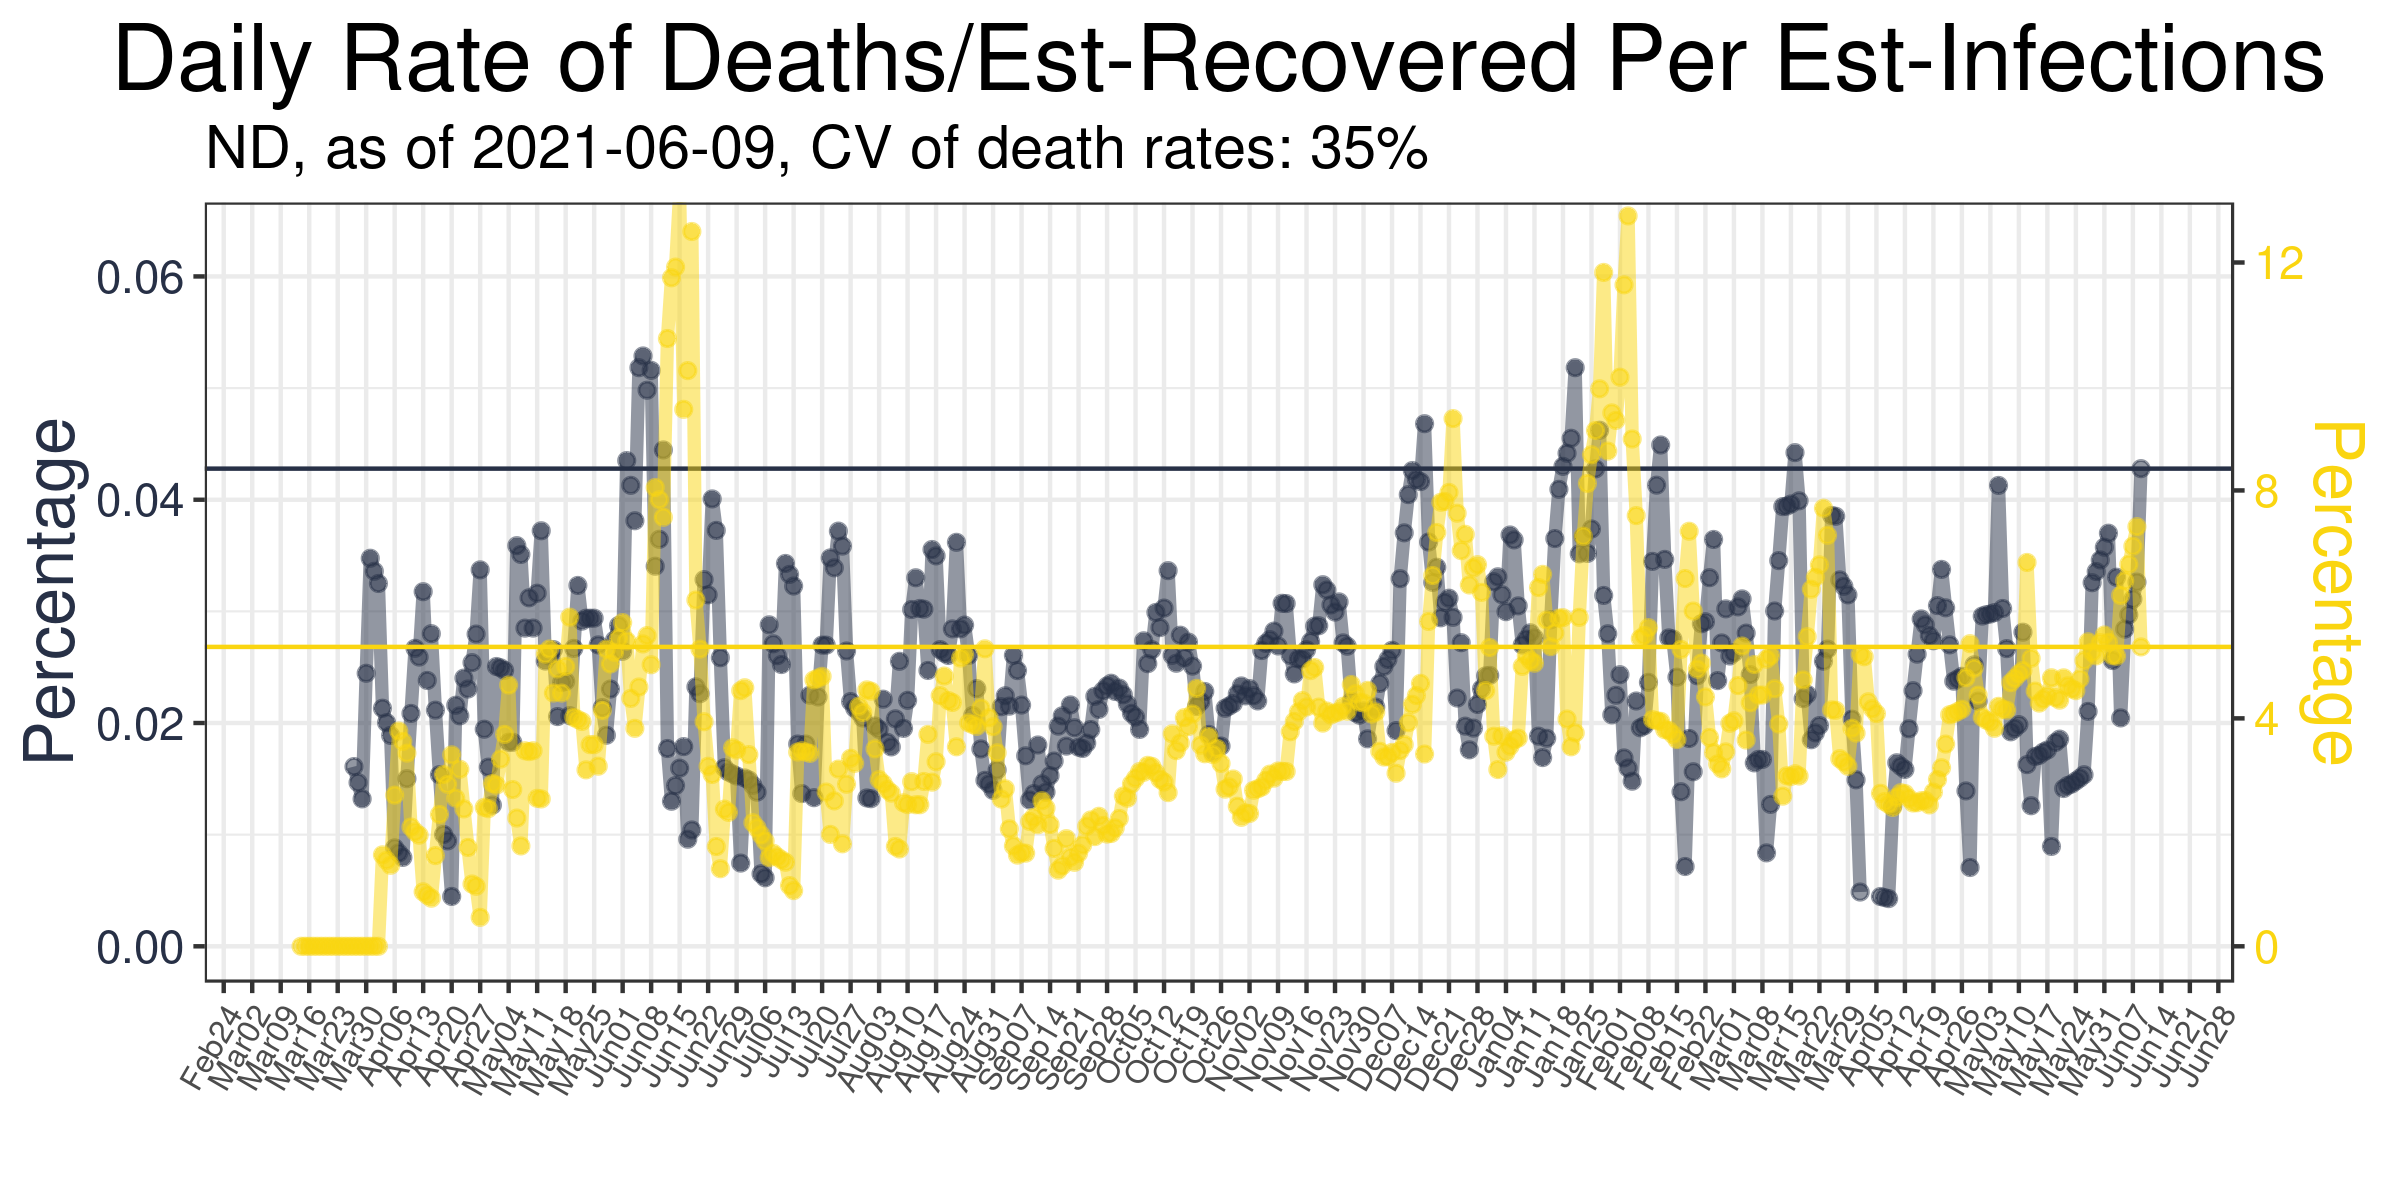 Daily Rate of Deaths/Est-Recovered Per Est-Infections
ND, as of 2021-06-09, CV of death rates: 35%
Percentage
0.06
0.04
0.02
0.00
12
8
4
0
Percentage
Feb24
Mar02
Mar09
Mar16
Mar23
Mar30
Apr06
Apr13
Apr20
Apr27
May04
May11
May18
May25
Jun01
Jun08
Jun15
Jun22
Jun29
Jul06
Jul13
Jul20
Jul27
Aug03
Aug10
Aug17
Aug24
Aug31
Sep07
Sep14
Sep21
Sep28
Oct05
Oct12
Oct19
Oct26
Nov02
Nov09
Nov16
Nov23
Nov30
Dec07
Dec14
Dec21
Dec28
Jan04
Jan11
Jan18
Jan25
Feb01
Feb08
Feb15
Feb22
Mar01
Mar08
Mar15
Mar22
Mar29
Apr05
Apr12
Apr19
Apr26
May03
May10
May17
May24
May31
Jun07
Jun14
Jun21
Jun28